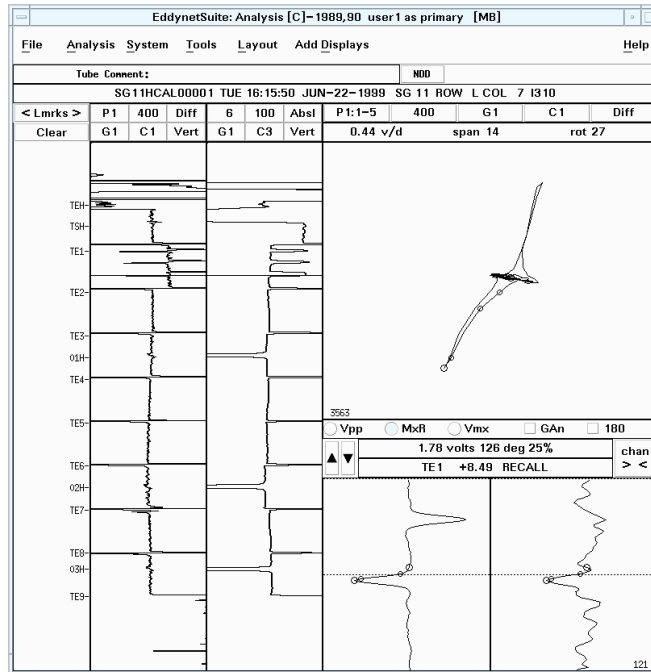 EddynetSuite: Analysis [C]-1989,90 user1 as primary [MB]
File Analysis System Tools Layout Add Displays Help
Tube Comment: NDD
SG11HCAL00001 TUE 16:15:50 JUN-22-1999 SG 11 ROW L COL 7 I310
< Lmrks > P1 400 Diff 6 100 Absl P1:1-5 400 G1 C1 Diff
Clear G1 C1 Vert G1 C3 Vert 0.44 v/d span 14 rot 27
TEH
TSH
TE1
TE2
TE3
01H
TE4
TE5
TE6
02H
TE7
TE8
03H
TE9
3563
Vpp MxR Vmx GAn 180
1.78 volts 126 deg 25% chan
TE1 +8.49 RECALL > <
121